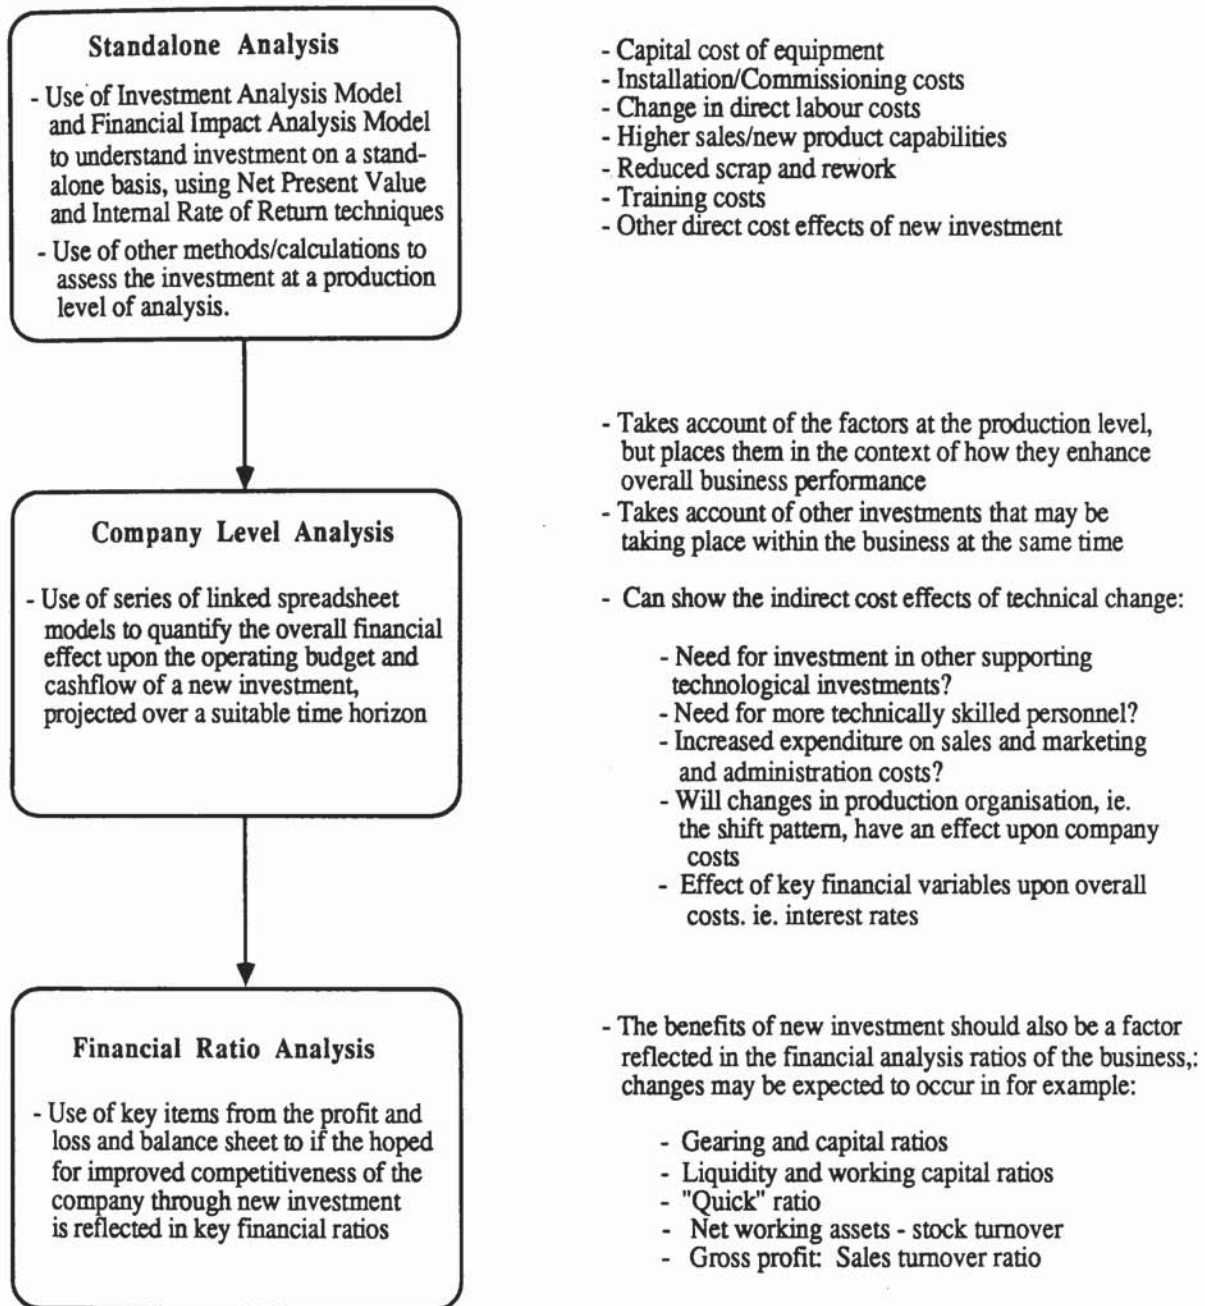 Standalone Analysis
- Use of Investment Analysis Model
and Financial Impact Analysis Model
to understand investment on a stand-
alone basis, using Net Present Value
and Internal Rate of Return techniques
- Use of other methods/calculations to
assess the investment at a production
level of analysis.
- Capital cost of equipment
- Installation/Commissioning costs
- Change in direct labour costs
- Higher sales/new product capabilities
- Reduced scrap and rework
- Training costs
- Other direct cost effects of new investment
Company Level Analysis
- Use of series of linked spreadsheet
models to quantify the overall financial
effect upon the operating budget and
cashflow of a new investment,
projected over a suitable time horizon
- Takes account of the factors at the production level,
but places them in the context of how they enhance
overall business performance
- Takes account of other investments that may be
taking place within the business at the same time
- Can show the indirect cost effects of technical change:
- Need for investment in other supporting
technological investments?
- Need for more technically skilled personnel?
- Increased expenditure on sales and marketing
and administration costs?
- Will changes in production organisation, ie.
the shift pattern, have an effect upon company
costs
- Effect of key financial variables upon overall
costs. ie. interest rates
Financial Ratio Analysis
- Use of key items from the profit and
loss and balance sheet to if the hoped
for improved competitiveness of the
company through new investment
is reflected in key financial ratios
- The benefits of new investment should also be a factor
reflected in the financial analysis ratios of the business,:
changes may be expected to occur in for example:
- Gearing and capital ratios
- Liquidity and working capital ratios
- "Quick" ratio
- Net working assets - stock turnover
- Gross profit: Sales turnover ratio